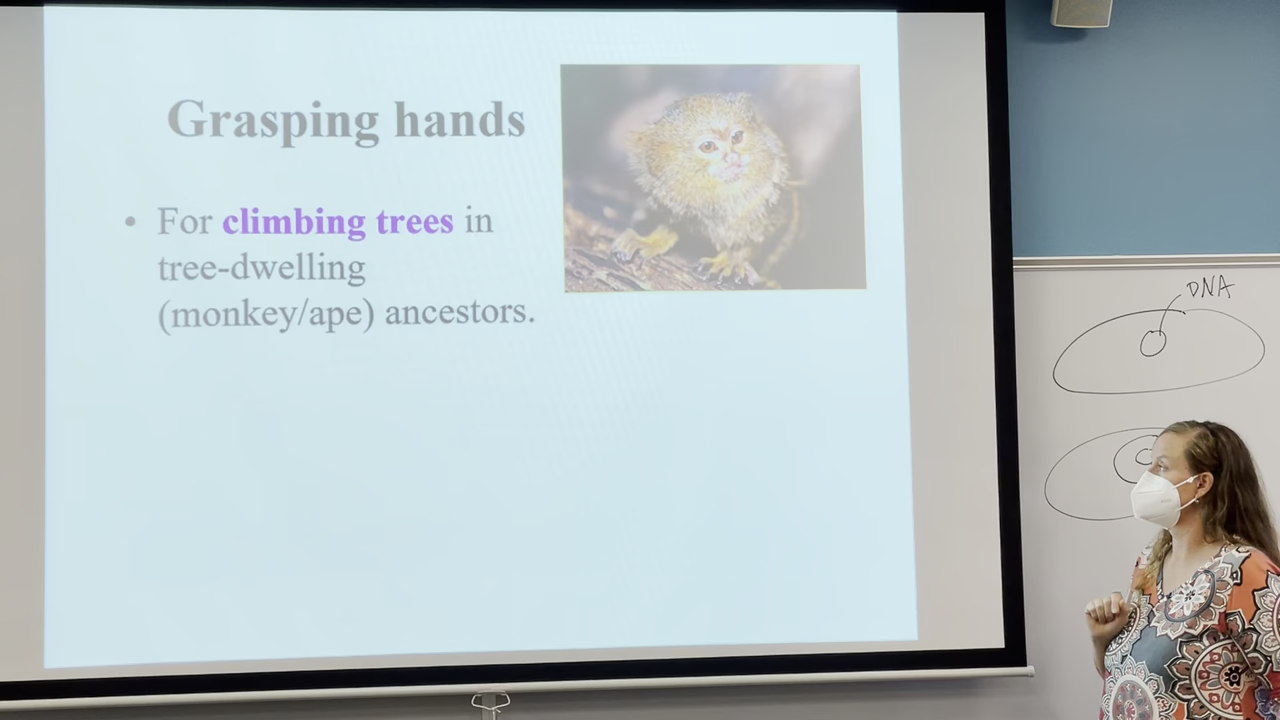 Grasping hands
• For climbing trees in
tree-dwelling
(monkey/ape) ancestors.
DNA